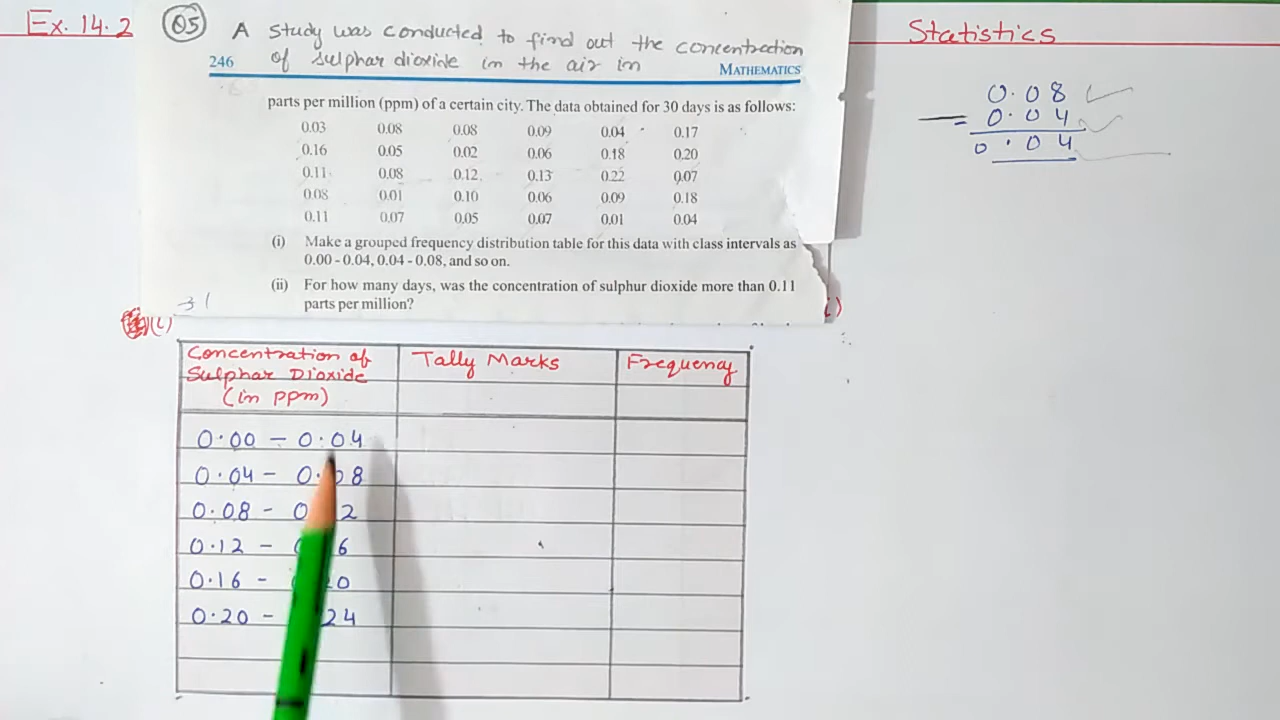 Ex. 14.2
Q5
Statistics
A study was conducted to find out the concentration
246 of sulphar dioxide in the air in MATHEMATICS
parts per million (ppm) of a certain city. The data obtained for 30 days is as follows:
0.03 0.08 0.08 0.09 0.04 0.17
0.16 0.05 0.02 0.06 0.18 0.20
0.11 0.08 0.12 0.13 0.22 0.07
0.08 0.01 0.10 0.06 0.09 0.18
0.11 0.07 0.05 0.07 0.01 0.04
(i) Make a grouped frequency distribution table for this data with class intervals as
0.00 - 0.04, 0.04 - 0.08, and so on.
(ii) For how many days, was the concentration of sulphur dioxide more than 0.11
parts per million?
0.08
0.04
0.04
(i)
Concentration of
Sulphar Dioxide
(in ppm)
Tally Marks
Frequency
0.00 - 0.04
0.04 - 0.08
0.08 -
0.12 -
0.16 -
0.20 -